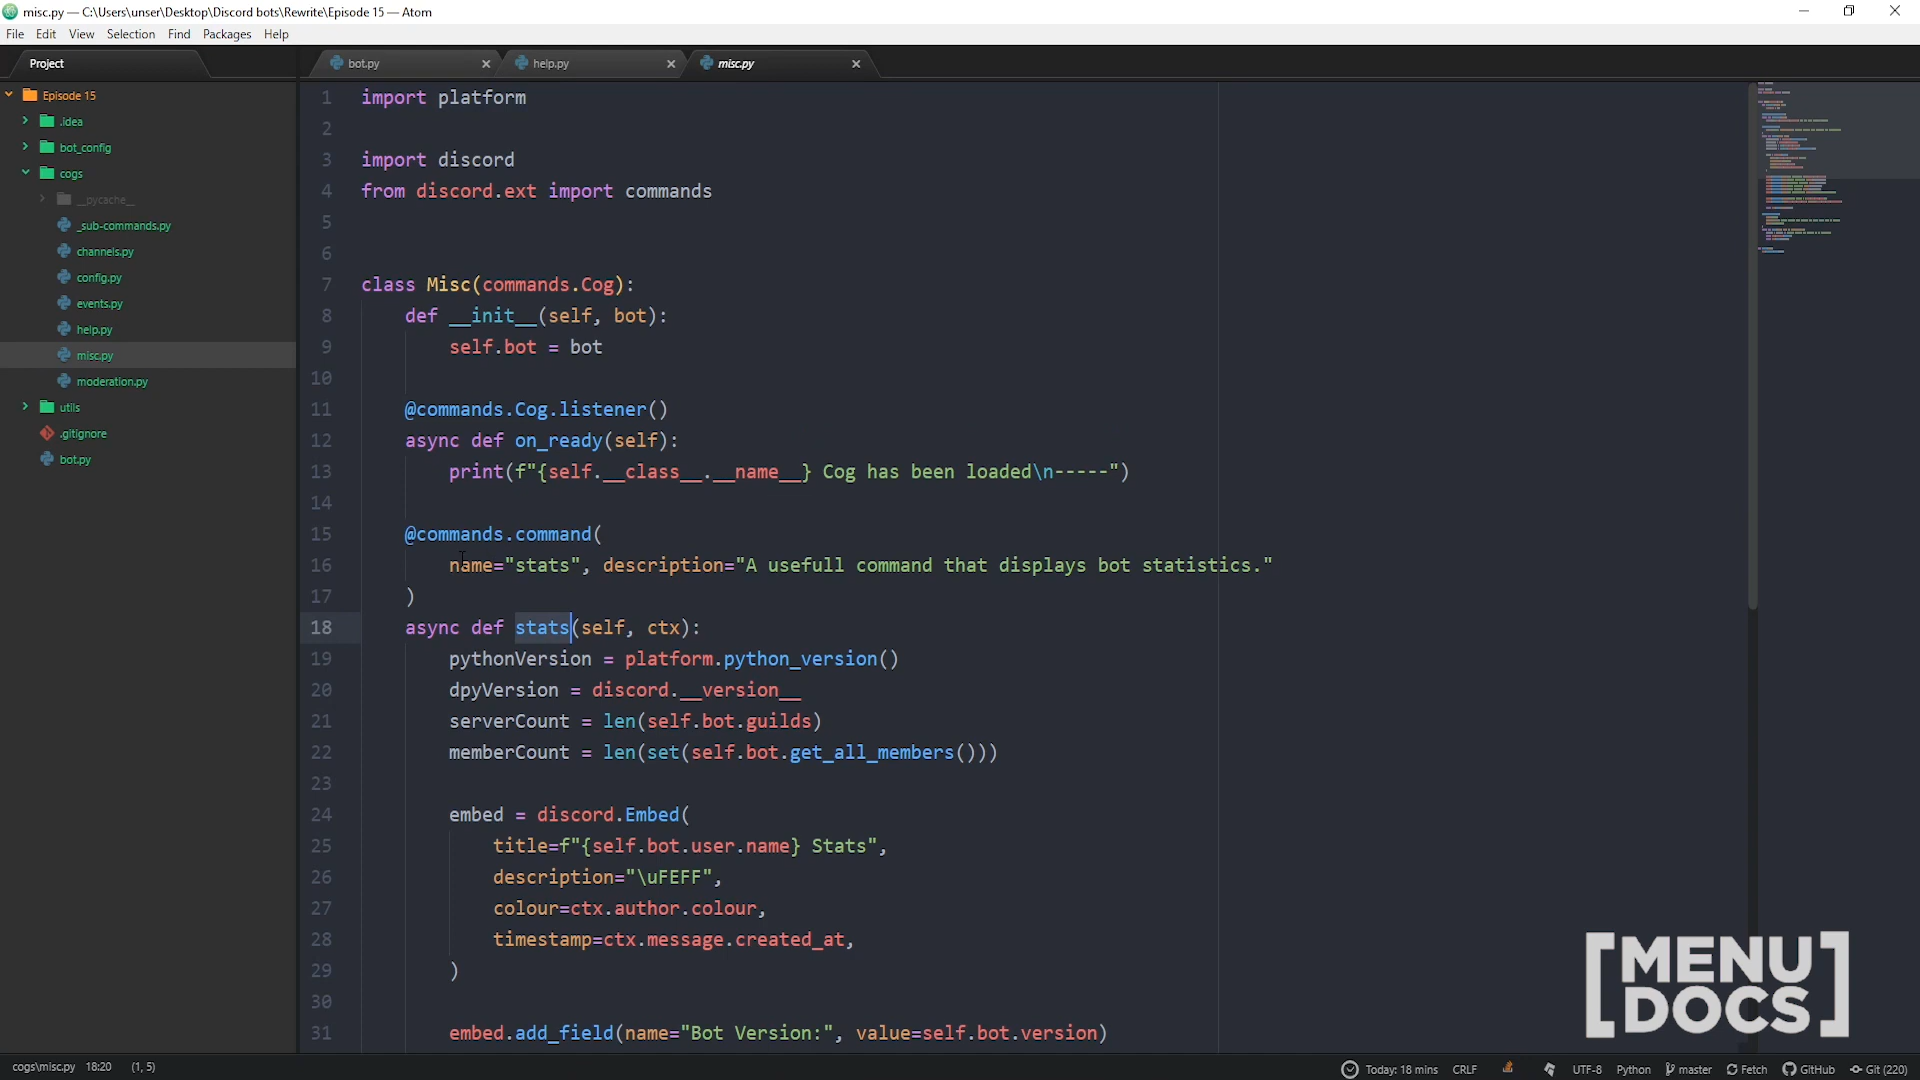 misc.py — C:\Users\unser\Desktop\Discord bots\Rewrite\Episode 15 — Atom
File Edit View Selection Find Packages Help
Project
bot.py
help.py
misc.py
Episode 15
.idea
bot_config
cogs
__pycache__
_sub-commands.py
channels.py
config.py
events.py
help.py
misc.py
moderation.py
utils
.gitignore
bot.py
1 import platform
2
3 import discord
4 from discord.ext import commands
5
6
7 class Misc(commands.Cog):
8     def __init__(self, bot):
9         self.bot = bot
10
11     @commands.Cog.listener()
12     async def on_ready(self):
13         print(f"{self.__class__.__name__} Cog has been loaded\n-----")
14
15     @commands.command(
16         name="stats", description="A usefull command that displays bot statistics."
17     )
18     async def stats(self, ctx):
19         pythonVersion = platform.python_version()
20         dpyVersion = discord.__version__
21         serverCount = len(self.bot.guilds)
22         memberCount = len(set(self.bot.get_all_members()))
23
24         embed = discord.Embed(
25             title=f"{self.bot.user.name} Stats",
26             description="\uFEFF",
27             colour=ctx.author.colour,
28             timestamp=ctx.message.created_at,
29         )
30
31         embed.add_field(name="Bot Version:", value=self.bot.version)
[MENU
DOCS]
cogs\misc.py 18:20 (1, 5)
Today: 18 mins CRLF UTF-8 Python master Fetch GitHub Git (220)